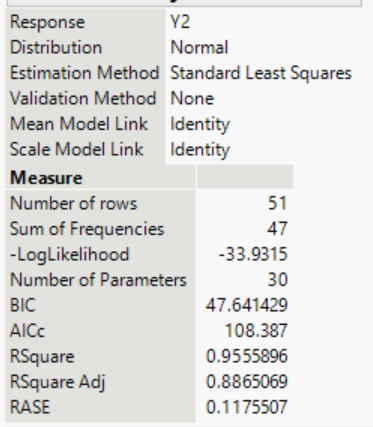 Response Y2
Distribution Normal
Estimation Method Standard Least Squares
Validation Method None
Mean Model Link Identity
Scale Model Link Identity
Measure
Number of rows 51
Sum of Frequencies 47
-LogLikelihood -33.9315
Number of Parameters 30
BIC 47.641429
AICc 108.387
RSquare 0.9555896
RSquare Adj 0.8865069
RASE 0.1175507